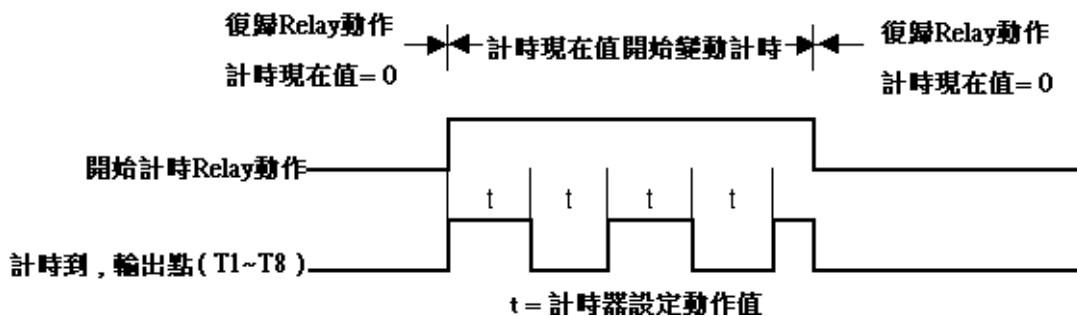 復歸Relay動作
計時現在值= 0
計時現在值開始變動計時
復歸Relay動作
計時現在值= 0
開始計時Relay動作
t t t t
計時到 , 輸出點 ( T1~T8 )
t = 計時器設定動作值